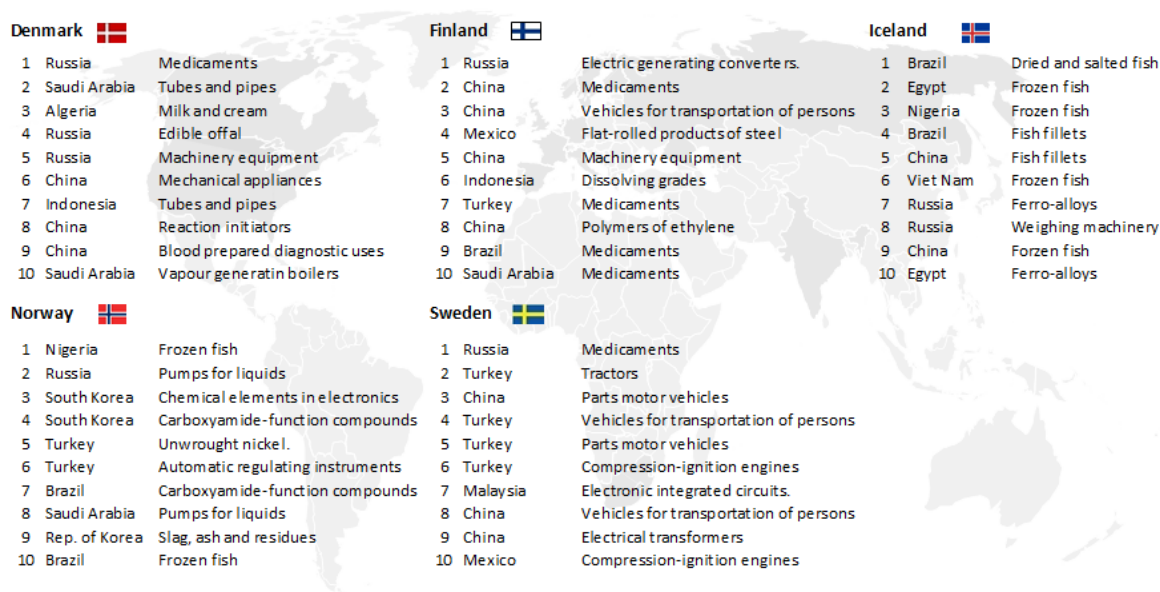 Denmark
1 Russia Medicaments
2 Saudi Arabia Tubes and pipes
3 Algeria Milk and cream
4 Russia Edible offal
5 Russia Machinery equipment
6 China Mechanical appliances
7 Indonesia Tubes and pipes
8 China Reaction initiators
9 China Blood prepared diagnostic uses
10 Saudi Arabia Vapour generatin boilers
Finland
1 Russia Electric generating converters.
2 China Medicaments
3 China Vehicles for transportation of persons
4 Mexico Flat-rolled products of steel
5 China Machinery equipment
6 Indonesia Dissolving grades
7 Turkey Medicaments
8 China Polymers of ethylene
9 Brazil Medicaments
10 Saudi Arabia Medicaments
Iceland
1 Brazil Dried and salted fish
2 Egypt Frozen fish
3 Nigeria Frozen fish
4 Brazil Fish fillets
5 China Fish fillets
6 Viet Nam Frozen fish
7 Russia Ferro-alloys
8 Russia Weighing machinery
9 China Forzen fish
10 Egypt Ferro-alloys
Norway
1 Nigeria Frozen fish
2 Russia Pumps for liquids
3 South Korea Chemical elements in electronics
4 South Korea Carboxyamide-function compounds
5 Turkey Unwrought nickel.
6 Turkey Automatic regulating instruments
7 Brazil Carboxyamide-function compounds
8 Saudi Arabia Pumps for liquids
9 Rep. of Korea Slag, ash and residues
10 Brazil Frozen fish
Sweden
1 Russia Medicaments
2 Turkey Tractors
3 China Parts motor vehicles
4 Turkey Vehicles for transportation of persons
5 Turkey Parts motor vehicles
6 Turkey Compression-ignition engines
7 Malaysia Electronic integrated circuits.
8 China Vehicles for transportation of persons
9 China Electrical transformers
10 Mexico Compression-ignition engines